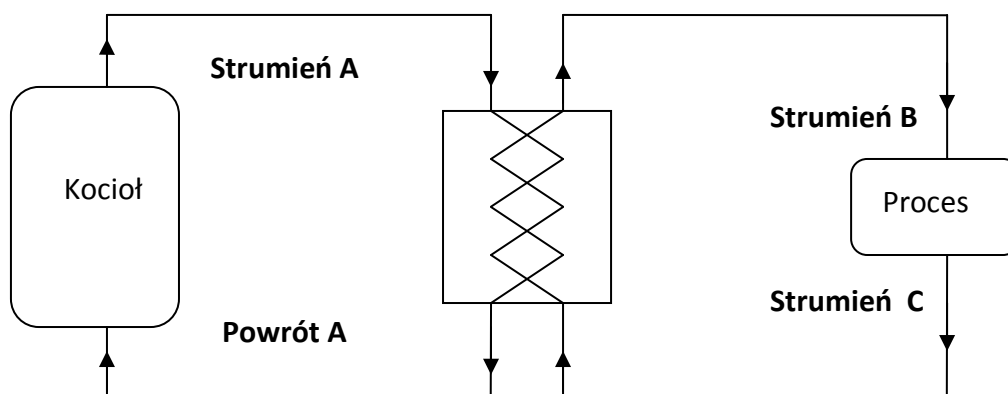 Strumień A
Strumień B
Kocioł
Proces
Strumień C
Powrót A